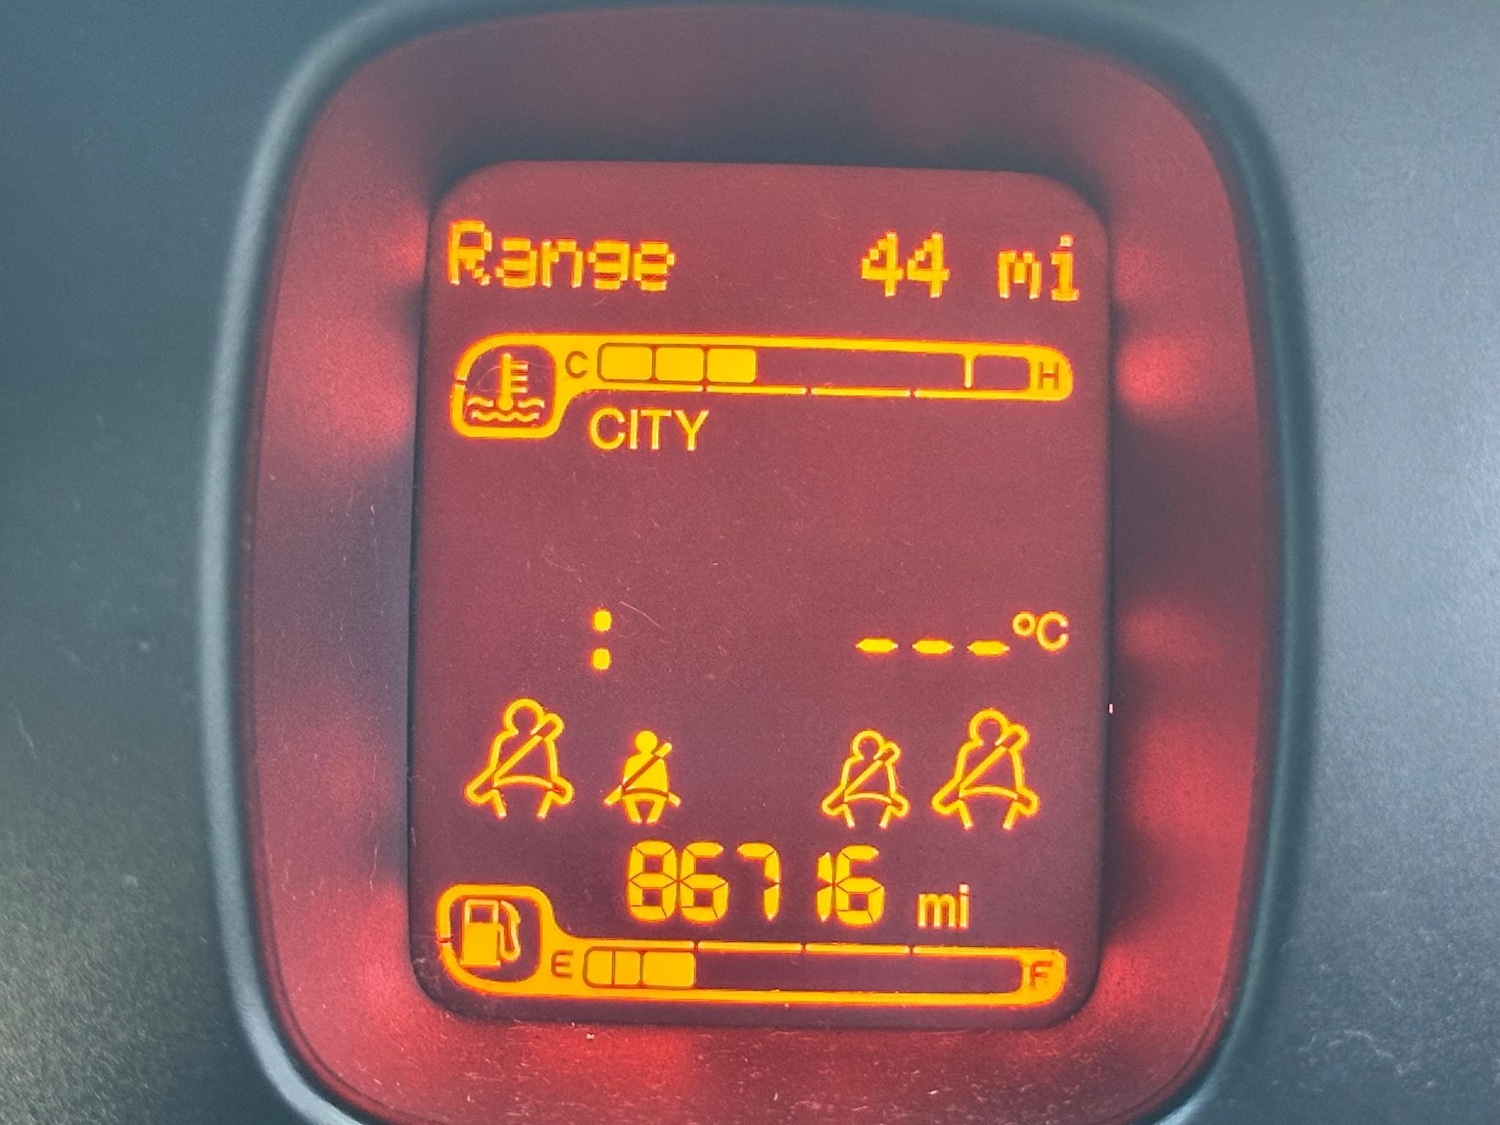 Range 44 mi
C H
CITY
: ---°C
86716 mi
E F